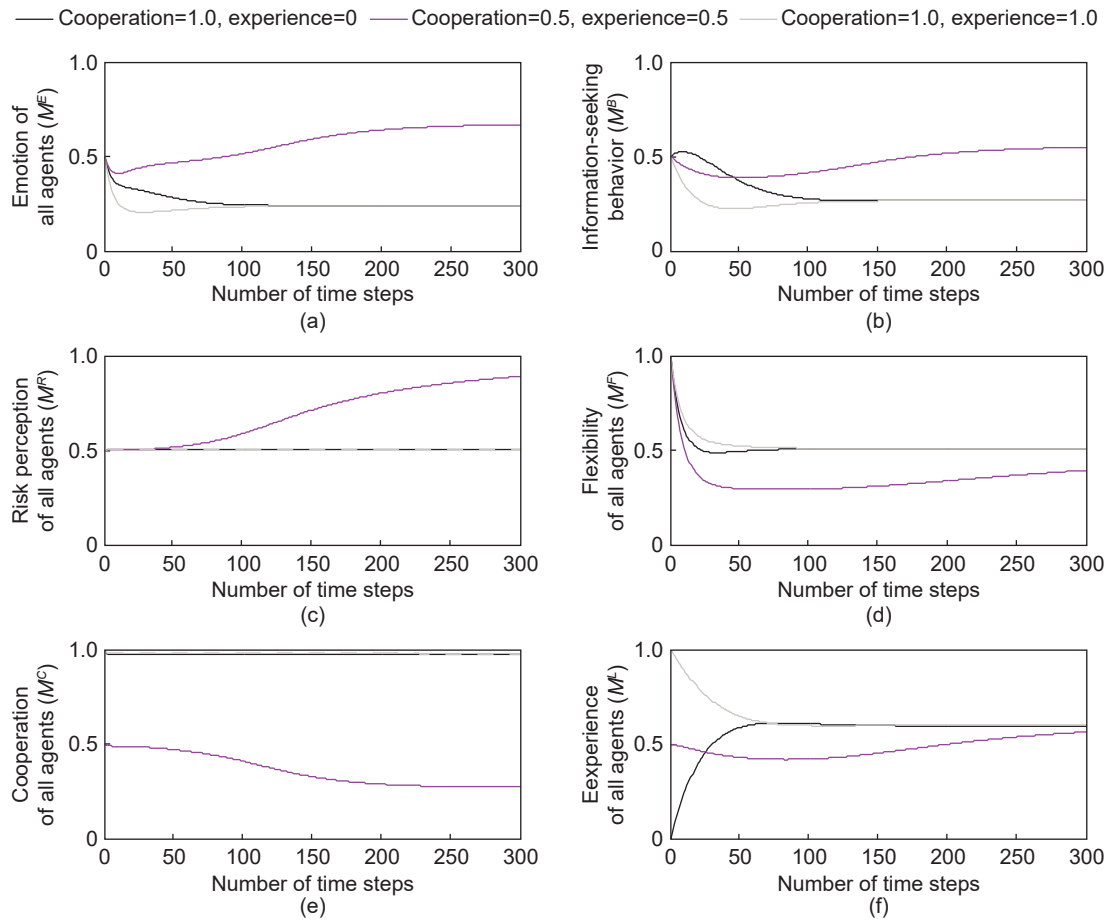 Cooperation=1.0, experience=0 Cooperation=0.5, experience=0.5 Cooperation=1.0, experience=1.0
1.0
0.5
0
Emotion of
all agents (M^E)
0 50 100 150 200 250 300
Number of time steps
(a)
1.0
0.5
0
Information-seeking
behavior (M^B)
0 50 100 150 200 250 300
Number of time steps
(b)
1.0
0.5
0
Risk perception
of all agents (M^R)
0 50 100 150 200 250 300
Number of time steps
(c)
1.0
0.5
0
Flexibility
of all agents (M^F)
0 50 100 150 200 250 300
Number of time steps
(d)
1.0
0.5
0
Cooperation
of all agents (M^C)
0 50 100 150 200 250 300
Number of time steps
(e)
1.0
0.5
0
Eexperience
of all agents (M^L)
0 50 100 150 200 250 300
Number of time steps
(f)